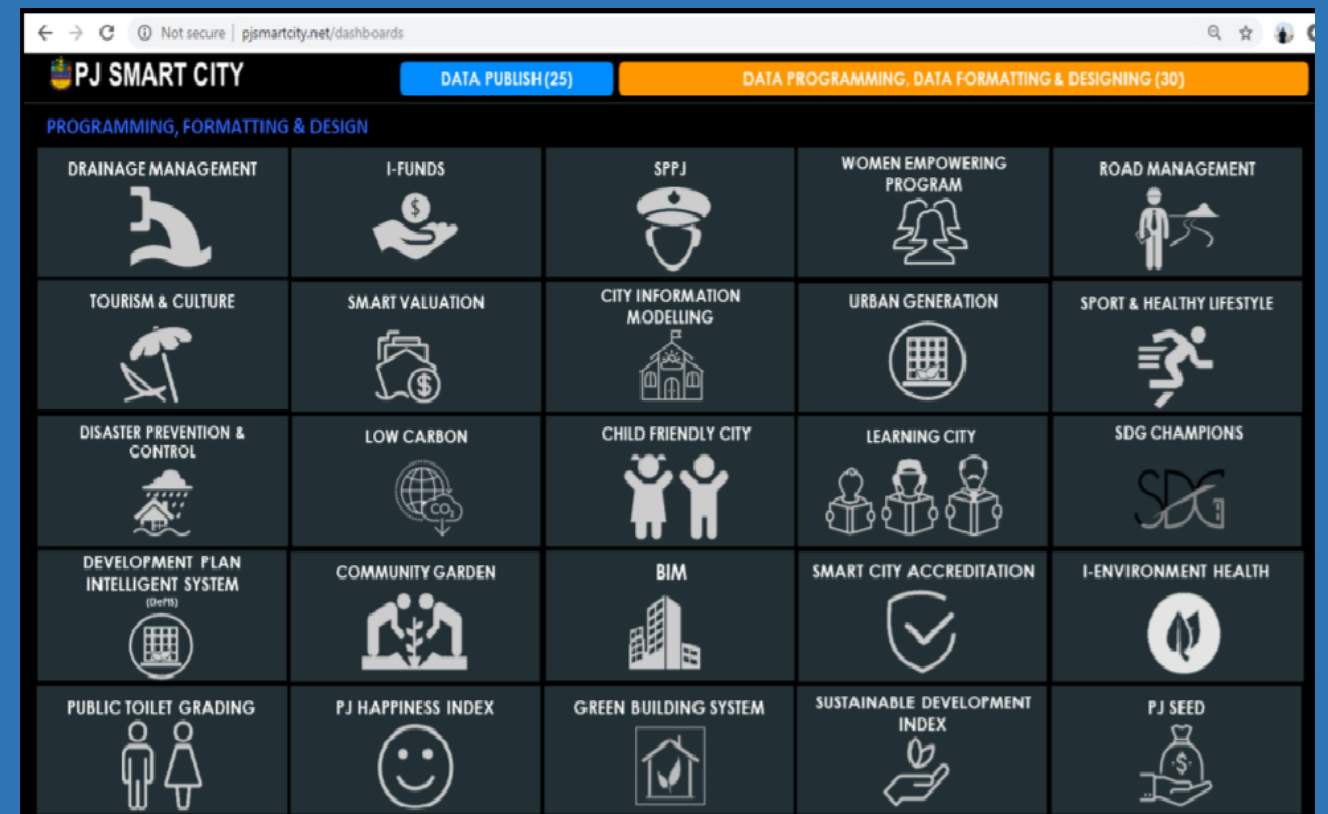 Not secure | pjsmartcity.net/dashboards
PJ SMART CITY
DATA PUBLISH (25)
DATA PROGRAMMING, DATA FORMATTING & DESIGNING (30)
PROGRAMMING, FORMATTING & DESIGN
DRAINAGE MANAGEMENT
I-FUNDS
$
SPPJ
WOMEN EMPOWERING
PROGRAM
ROAD MANAGEMENT
TOURISM & CULTURE
SMART VALUATION
$
CITY INFORMATION
MODELLING
URBAN GENERATION
SPORT & HEALTHY LIFESTYLE
DISASTER PREVENTION &
CONTROL
LOW CARBON
CO2
CHILD FRIENDLY CITY
LEARNING CITY
SDG CHAMPIONS
SDG
DEVELOPMENT PLAN
INTELLIGENT SYSTEM
(DePIS)
COMMUNITY GARDEN
BIM
SMART CITY ACCREDITATION
I-ENVIRONMENT HEALTH
PUBLIC TOILET GRADING
PJ HAPPINESS INDEX
GREEN BUILDING SYSTEM
SUSTAINABLE DEVELOPMENT
INDEX
PJ SEED
$